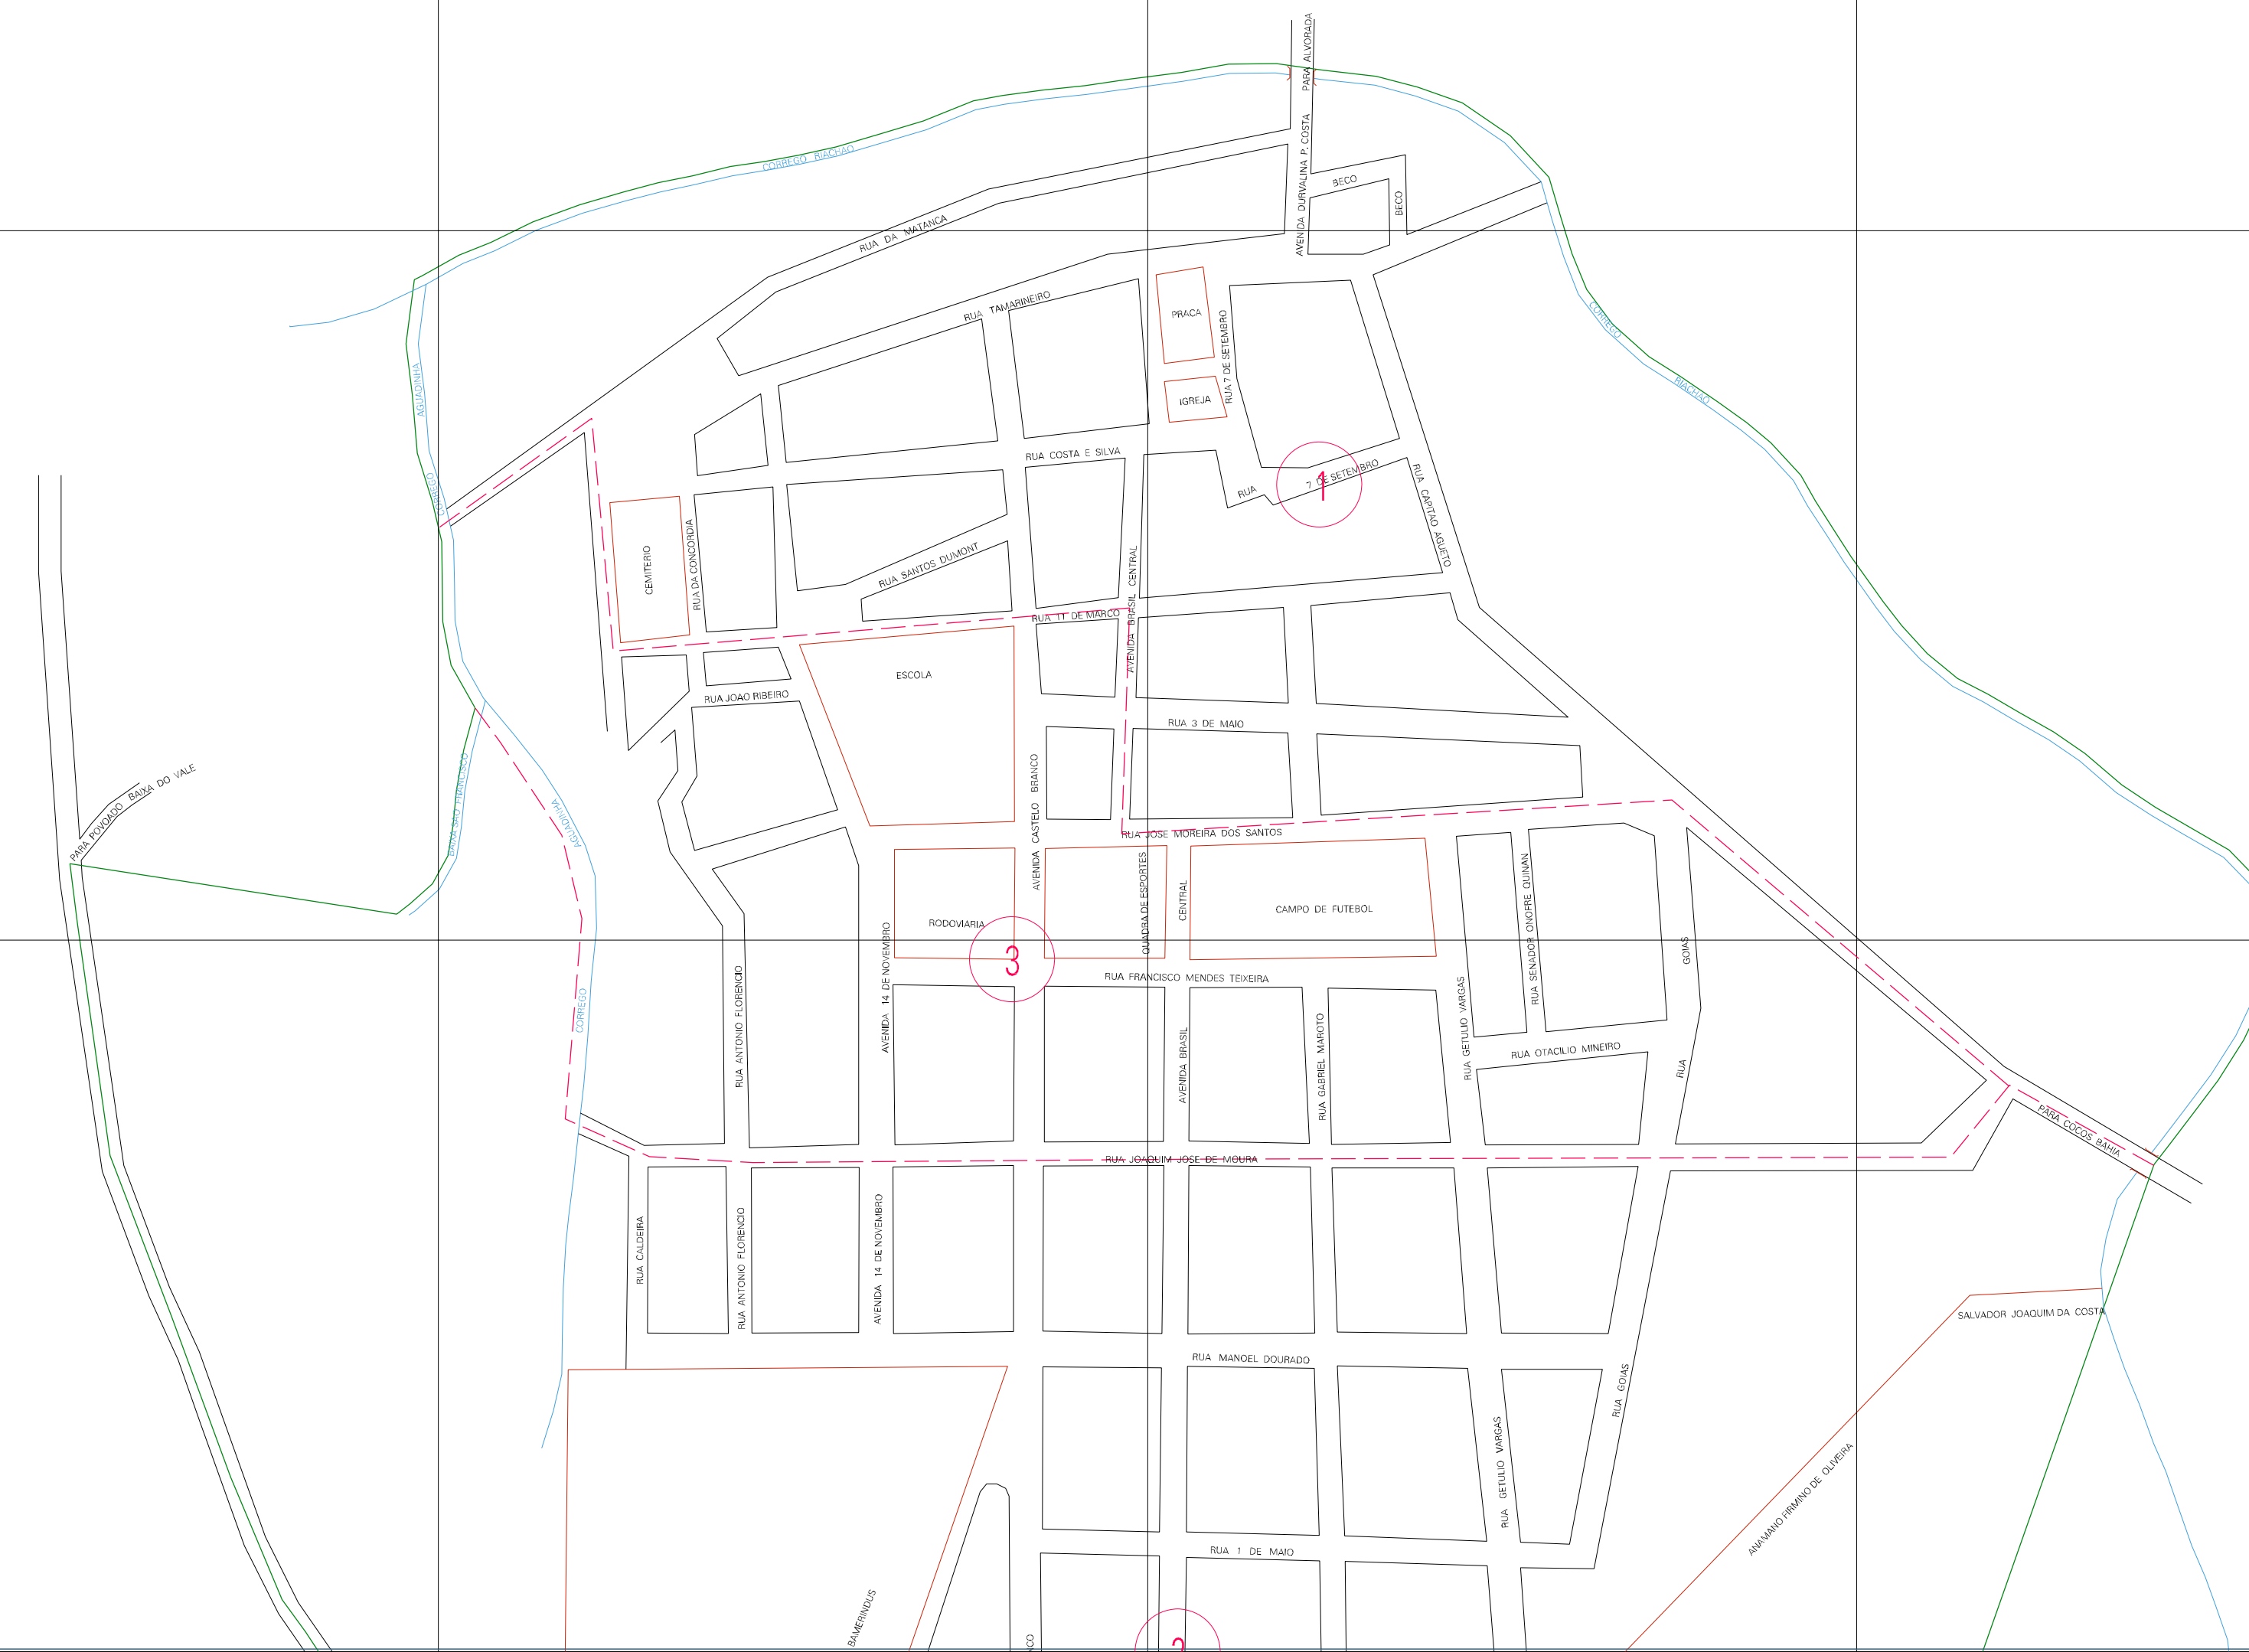 PARA ALVORADA
AVENIDA DURVALINA P. COSTA
CORREGO RIACHAO
BECO
BECO
RUA DA MATANCA
RUA TAMARINEIRO
PRACA
RUA 7 DE SETEMBRO
IGREJA
CORREGO
RIACHAO
AGUADINHA
CORREGO
RUA COSTA E SILVA
RUA 7 DE SETEMBRO
1
RUA CAPITAO AGUETO
CEMITERIO
RUA DA CONCORDIA
RUA SANTOS DUMONT
AVENIDA BRASIL CENTRAL
RUA 11 DE MARCO
ESCOLA
RUA JOAO RIBEIRO
RUA 3 DE MAIO
PARA POVOADO BAIXA DO VALE
BAIXA SAO FRANCISCO
AGUADINHA
AVENIDA CASTELO BRANCO
RUA JOSE MOREIRA DOS SANTOS
QUADRA DE ESPORTES
CENTRAL
CAMPO DE FUTEBOL
RUA SENADOR ONOFRE QUINAN
RODOVIARIA
3
AVENIDA 14 DE NOVEMBRO
GOIAS
RUA FRANCISCO MENDES TEIXEIRA
CORREGO
RUA ANTONIO FLORENCIO
AVENIDA BRASIL
RUA GABRIEL MAROTO
RUA GETULIO VARGAS
RUA OTACILIO MINEIRO
RUA
PARA COCOS BAHIA
RUA JOAQUIM JOSE DE MOURA
RUA CALDEIRA
RUA ANTONIO FLORENCIO
AVENIDA 14 DE NOVEMBRO
SALVADOR JOAQUIM DA COSTA
RUA MANOEL DOURADO
RUA GOIAS
RUA GETULIO VARGAS
ANAMANO FIRMINO DE OLIVEIRA
RUA 1 DE MAIO
BAMERINDUS